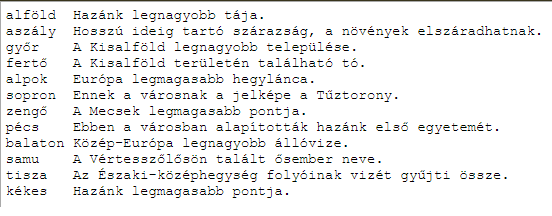 alföld Hazánk legnagyobb tája.
aszály Hosszú ideig tartó szárazság, a növények elszáradhatnak.
győr A Kisalföld legnagyobb települése.
fertő A Kisalföld területén található tó.
alpok Európa legmagasabb hegylánca.
sopron Ennek a városnak a jelképe a Tűztorony.
zengő A Mecsek legmagasabb pontja.
pécs Ebben a városban alapították hazánk első egyetemét.
balaton Közép-Európa legnagyobb állóvize.
samu A Vértesszőlősön talált ősember neve.
tisza Az Északi-középhegység folyóinak vizét gyűjti össze.
kékes Hazánk legmagasabb pontja.